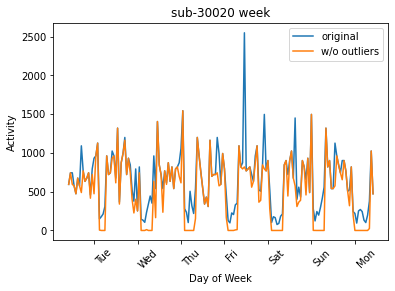 sub-30020 week
original
w/o outliers
Activity
2500
2000
1500
1000
500
0
Tue
Wed
Thu
Fri
Sat
Sun
Mon
Day of Week